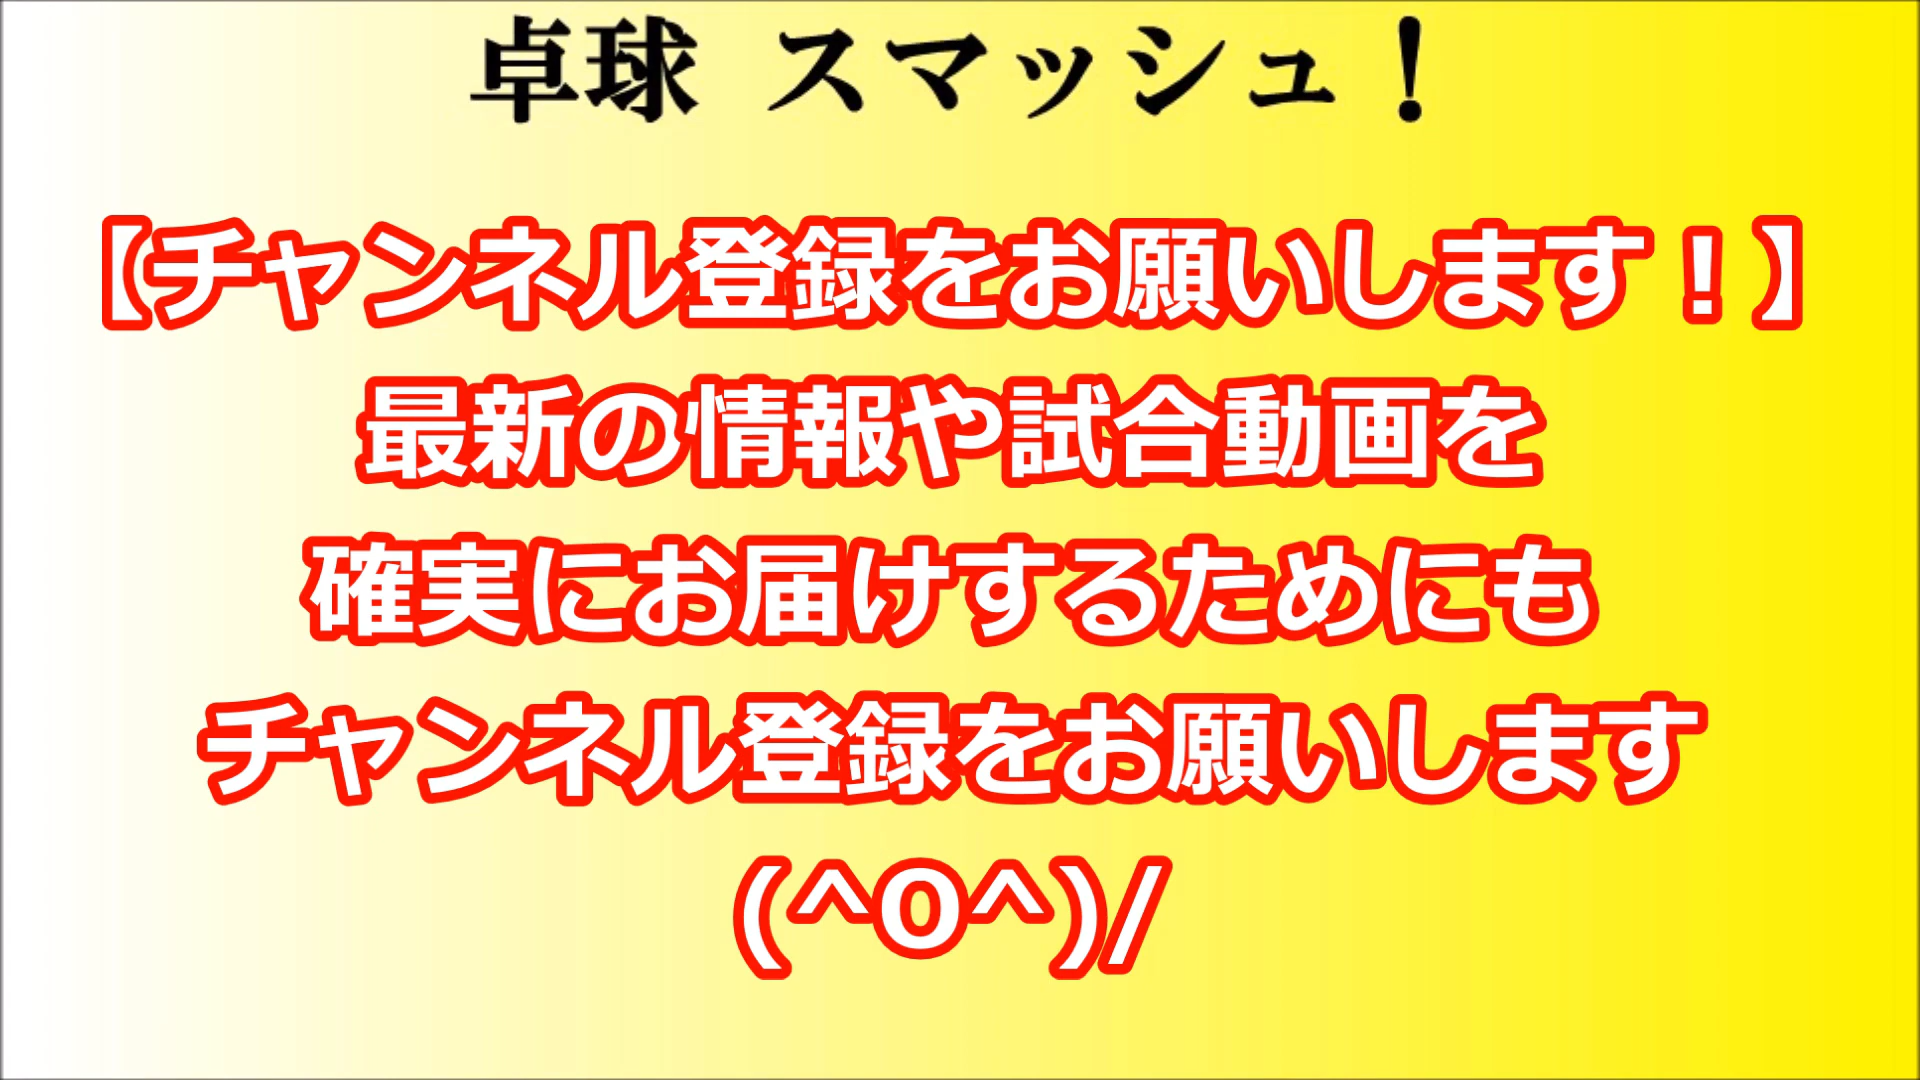 卓球 スマッシュ！
【チャンネル登録をお願いします！】
最新の情報や試合動画を
確実にお届けするためにも
チャンネル登録をお願いします
(^O^)/